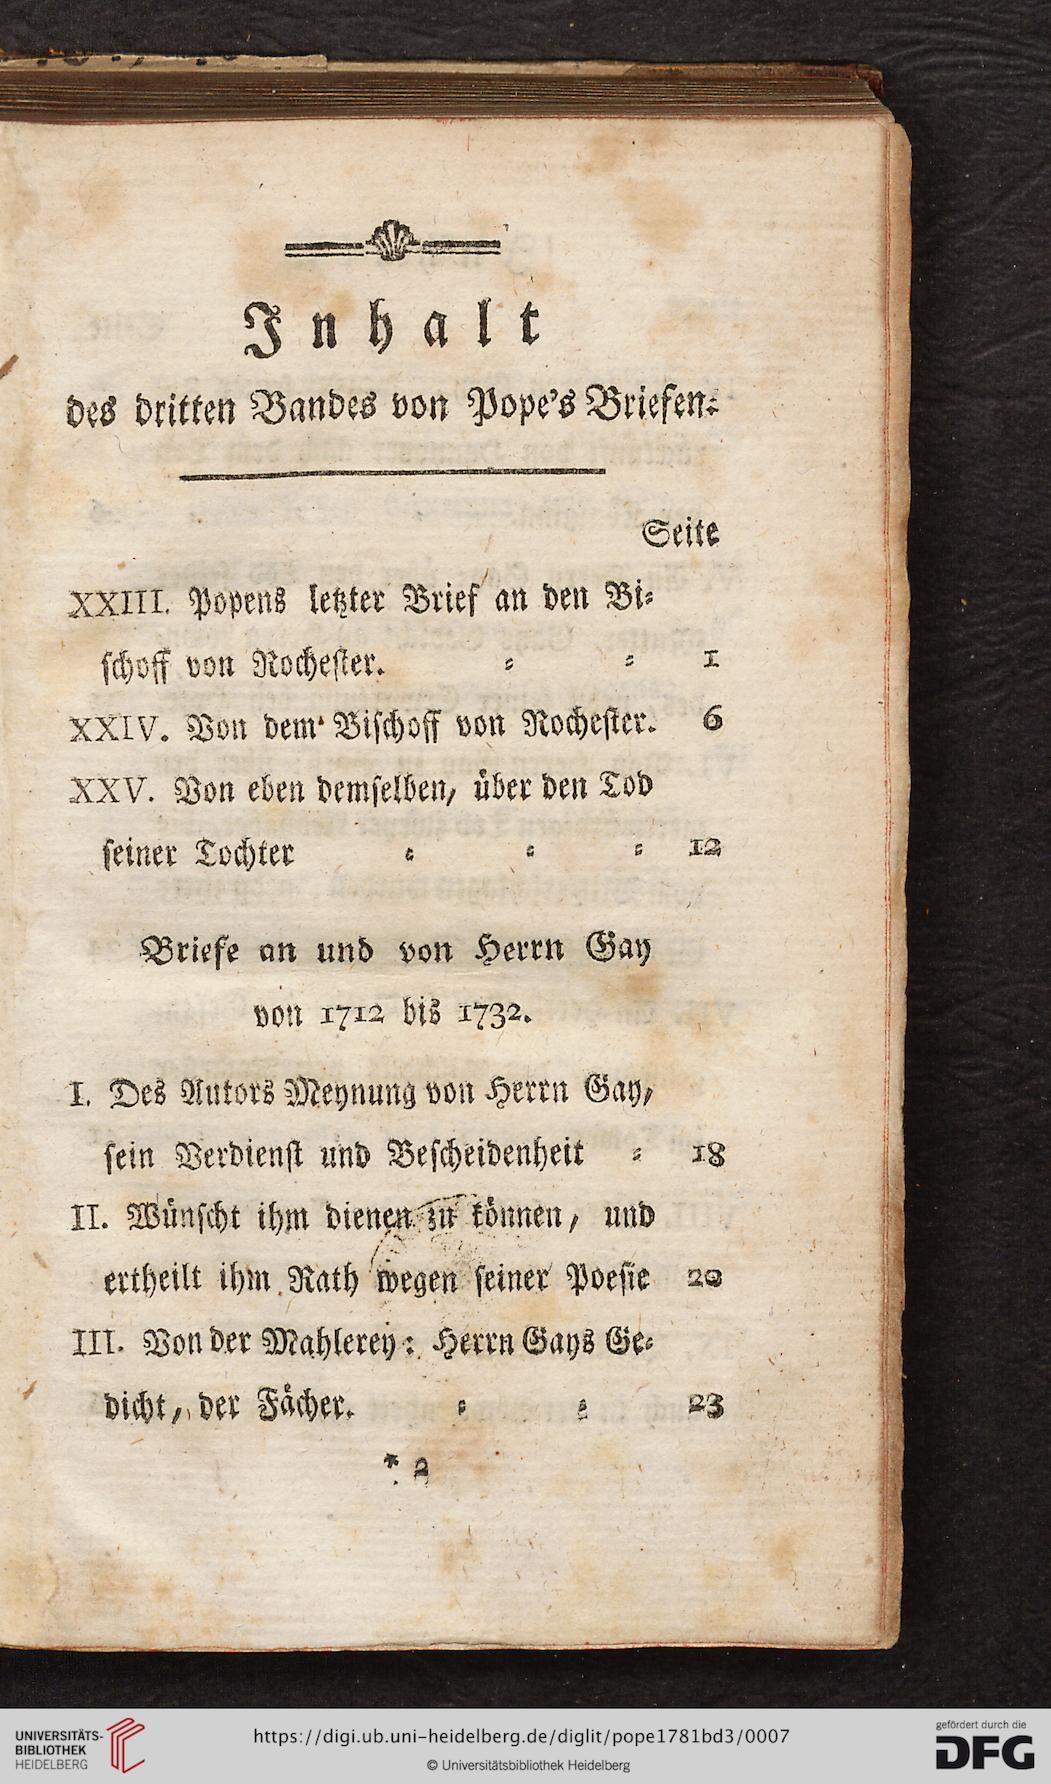 Inhalt
des dritten Bandes von Pope's Briefen.
Seite
XXIII. Popens letzter Brief an den Bi⸗
schoff von Rochester. ⸗ ⸗ 1
XXIV. Von dem Bischoff von Rochester. 6
XXV. Von eben demselben, über den Tod
seiner Tochter ⸗ ⸗ ⸗ 12
Briefe an und von Herrn Gay
von 1712 bis 1732.
I. Des Autors Meynung von Herrn Gay,
sein Verdienst und Bescheidenheit ⸗ 18
II. Wünscht ihm dienen zu können, und
ertheilt ihm Rath wegen seiner Poesie 20
III. Von der Mahlerey: Herrn Gays Ge⸗
dicht, der Fächer. ⸗ ⸗ 23
* 2
UNIVERSITÄTS-
BIBLIOTHEK
HEIDELBERG
https://digi.ub.uni-heidelberg.de/diglit/pope1781bd3/0007
© Universitätsbibliothek Heidelberg
gefördert durch die
DFG